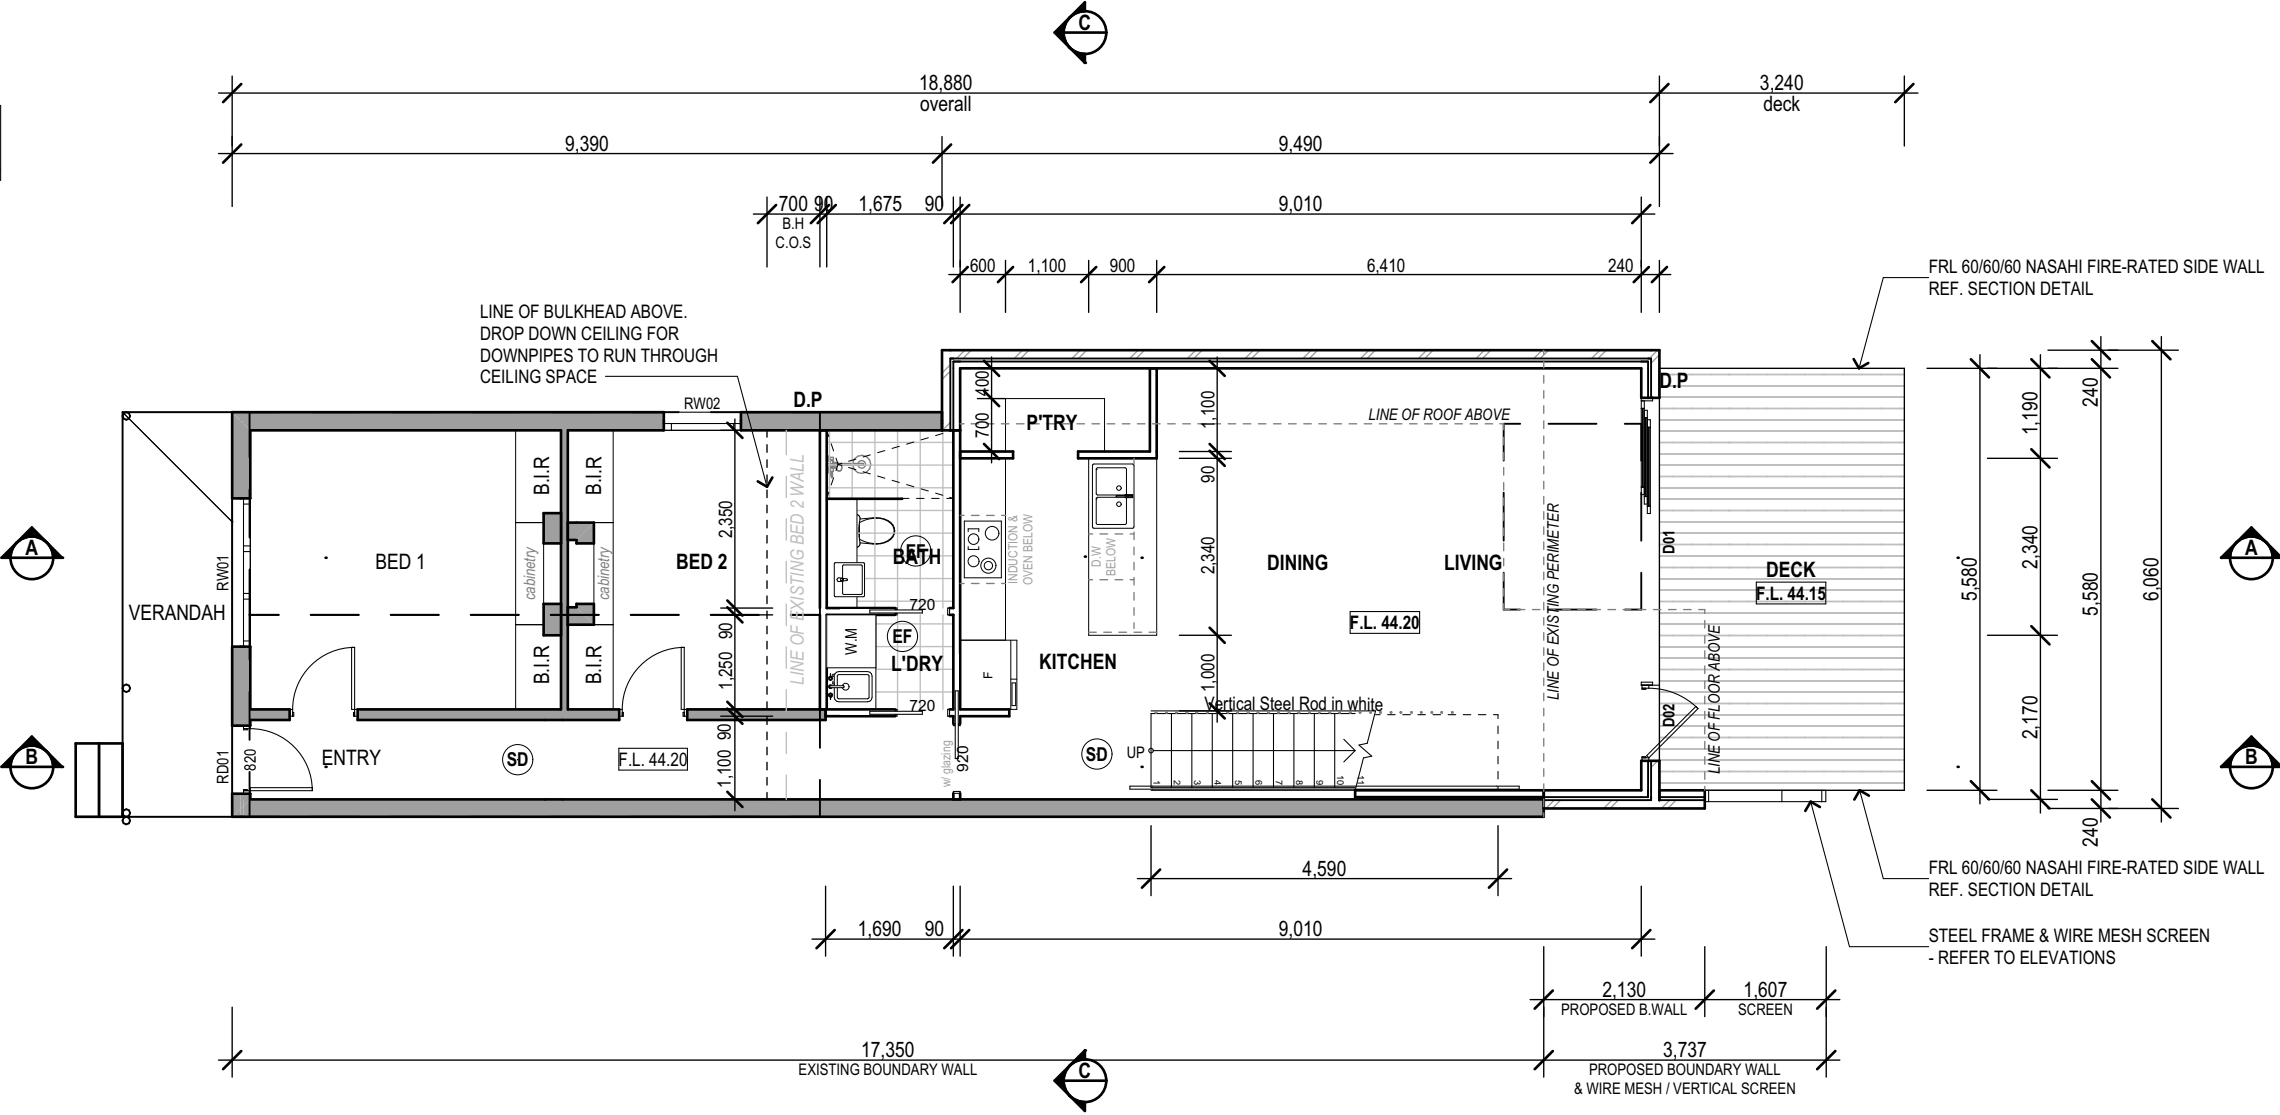 C
18,880
overall
3,240
deck
9,390
9,490
700
90
1,675
90
9,010
B.H
C.O.S
600
1,100
900
6,410
240
FRL 60/60/60 NASAHI FIRE-RATED SIDE WALL
REF. SECTION DETAIL
LINE OF BULKHEAD ABOVE.
DROP DOWN CEILING FOR
DOWNPIPES TO RUN THROUGH
CEILING SPACE
RW02
D.P
400
700
P'TRY
1,100
90
LINE OF ROOF ABOVE
D.P
240
1,190
B.I.R
B.I.R
cabinetry
cabinetry
B.I.R
B.I.R
2,350
LINE OF EXISTING BED 2 WALL
A
RW01
BED 1
BED 2
BATH
EF
INDUCTION &
OVEN BELOW
D.W
BELOW
2,340
DINING
LIVING
LINE OF EXISTING PERIMETER
D01
DECK
F.L. 44.15
5,580
2,340
5,580
6,060
A
VERANDAH
720
90
EF
W.M
L'DRY
1,250
720
F.L. 44.20
KITCHEN
F
1,000
Vertical Steel Rod in white
D02
LINE OF FLOOR ABOVE
2,170
B
RD01
820
ENTRY
SD
F.L. 44.20
90
1,100
w/ glazing
920
SD
UP
1
2
3
4
5
6
7
8
9
10
11
B
240
4,590
FRL 60/60/60 NASAHI FIRE-RATED SIDE WALL
REF. SECTION DETAIL
1,690
90
9,010
STEEL FRAME & WIRE MESH SCREEN
- REFER TO ELEVATIONS
2,130
PROPOSED B.WALL
1,607
SCREEN
17,350
EXISTING BOUNDARY WALL
C
3,737
PROPOSED BOUNDARY WALL
& WIRE MESH / VERTICAL SCREEN